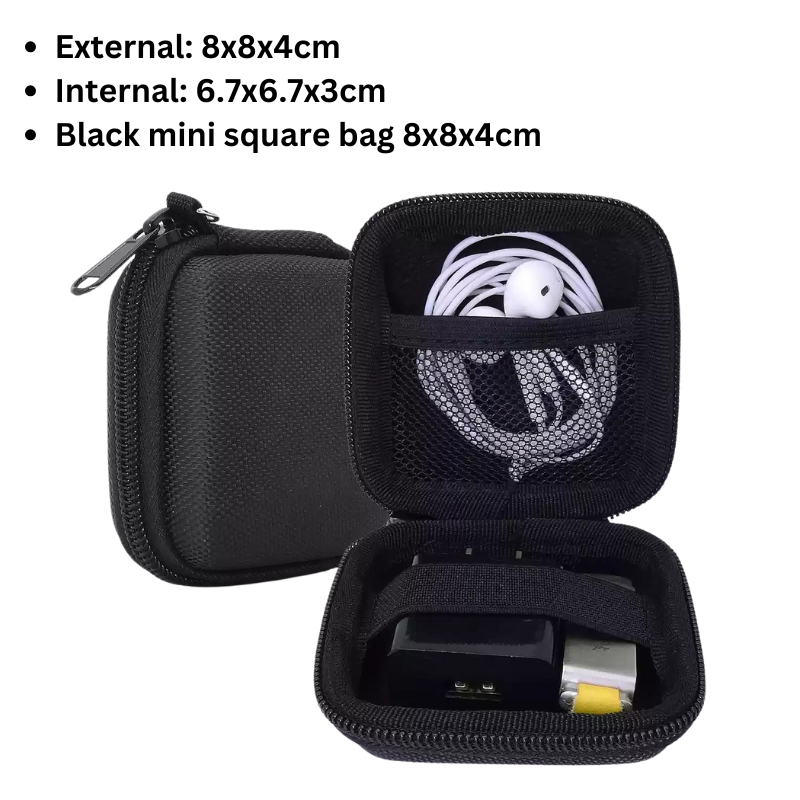 • External: 8x8x4cm
• Internal: 6.7x6.7x3cm
• Black mini square bag 8x8x4cm